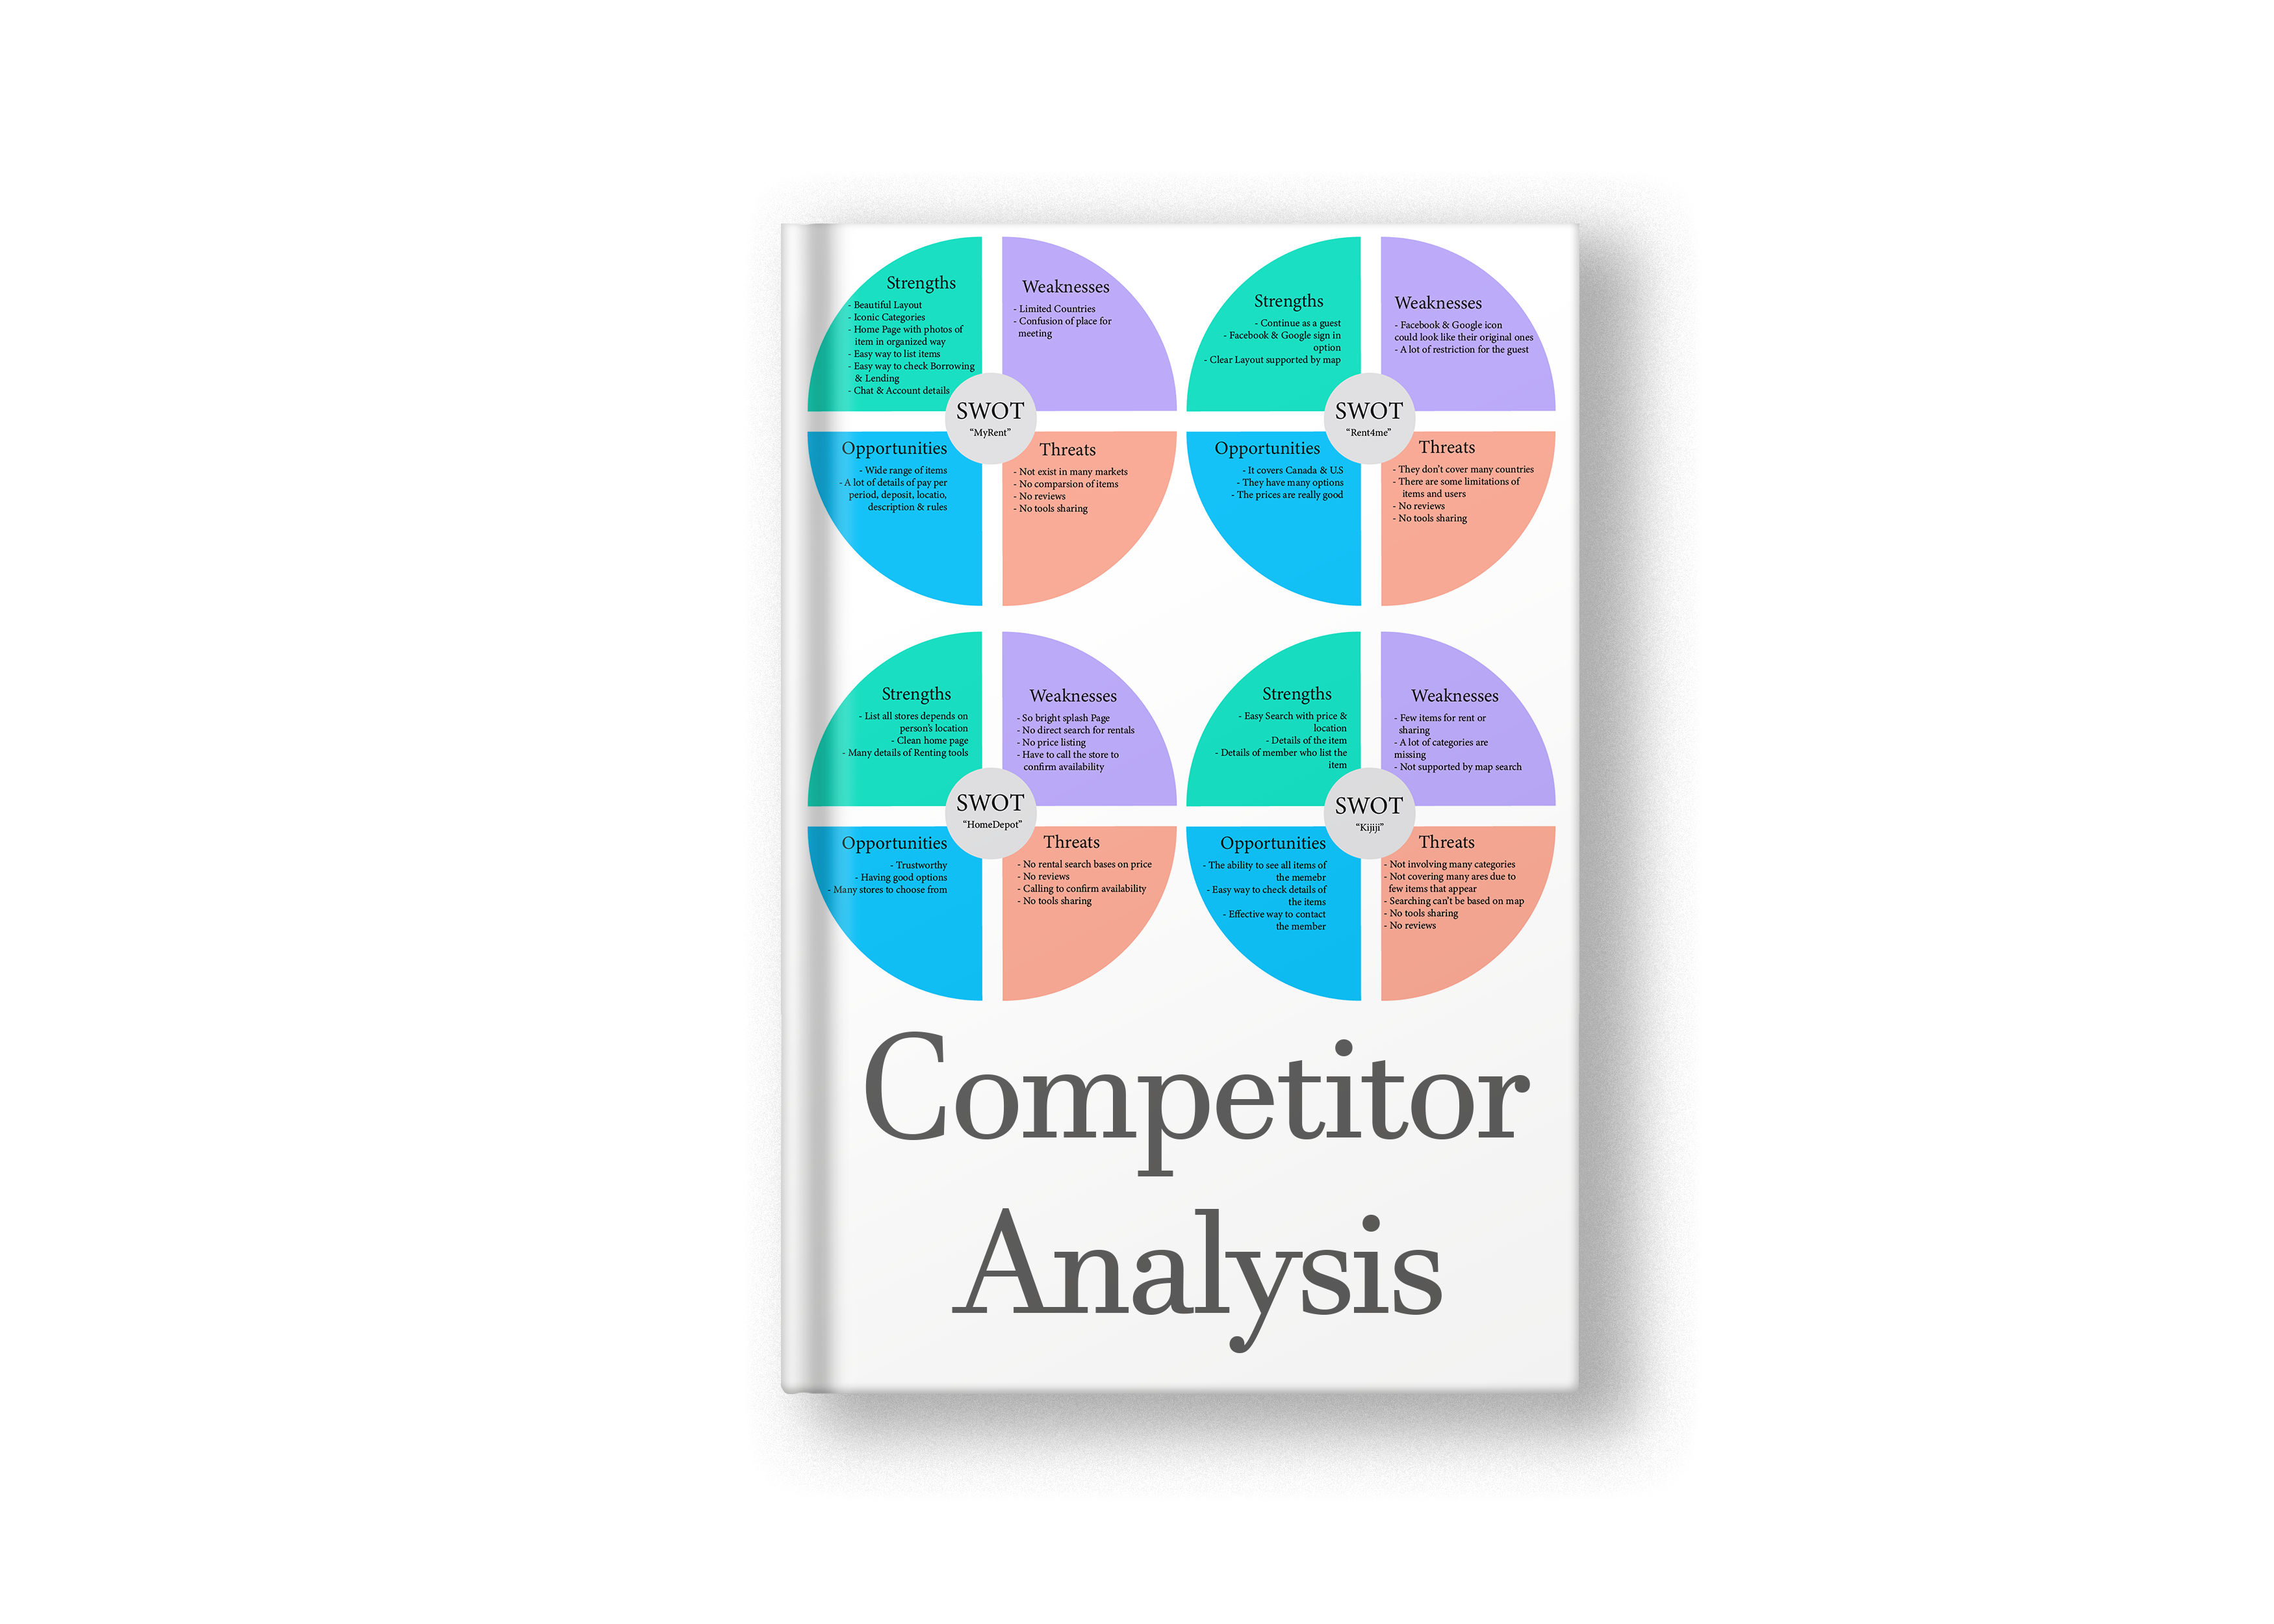 Strengths
- Beautiful Layout
- Iconic Categories
- Home Page with photos of
item in organized way
- Easy way to list items
- Easy way to check Borrowing
& Lending
- Chat & Account details
Weaknesses
- Limited Countries
- Confusion of place for
meeting
SWOT
“MyRent”
Opportunities
- Wide range of items
- A lot of details of pay per
period, deposit, locatio,
description & rules
Threats
- Not exist in many markets
- No comparsion of items
- No reviews
- No tools sharing
Strengths
- Continue as a guest
- Facebook & Google sign in
option
- Clear Layout supported by map
Weaknesses
- Facebook & Google icon
could look like their original ones
- A lot of restriction for the guest
SWOT
“Rent4me”
Opportunities
- It covers Canada & U.S
- They have many options
- The prices are really good
Threats
- They don’t cover many countries
- There are some limitations of
items and users
- No reviews
- No tools sharing
Strengths
- List all stores depends on
person’s location
- Clean home page
- Many details of Renting tools
Weaknesses
- So bright splash Page
- No direct search for rentals
- No price listing
- Have to call the store to
confirm availability
SWOT
“HomeDepot”
Opportunities
- Trustworthy
- Having good options
- Many stores to choose from
Threats
- No rental search bases on price
- No reviews
- Calling to confirm availability
- No tools sharing
Strengths
- Easy Search with price &
location
- Details of the item
- Details of member who list the
item
Weaknesses
- Few items for rent or
sharing
- A lot of categories are
missing
- Not supported by map search
SWOT
“Kijiji”
Opportunities
- The ability to see all items of
the memebr
- Easy way to check details of
the items
- Effective way to contact
the member
Threats
- Not involving many categories
- Not covering many ares due to
few items that appear
- Searching can’t be based on map
- No tools sharing
- No reviews
Competitor
Analysis